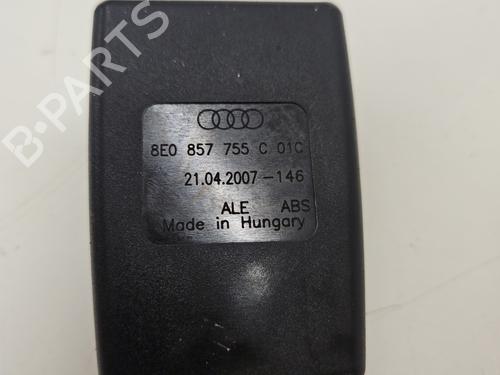 8E0 857 755 C 01C
21.04.2007-146
ALE ABS
Made in Hungary
B-PARTS